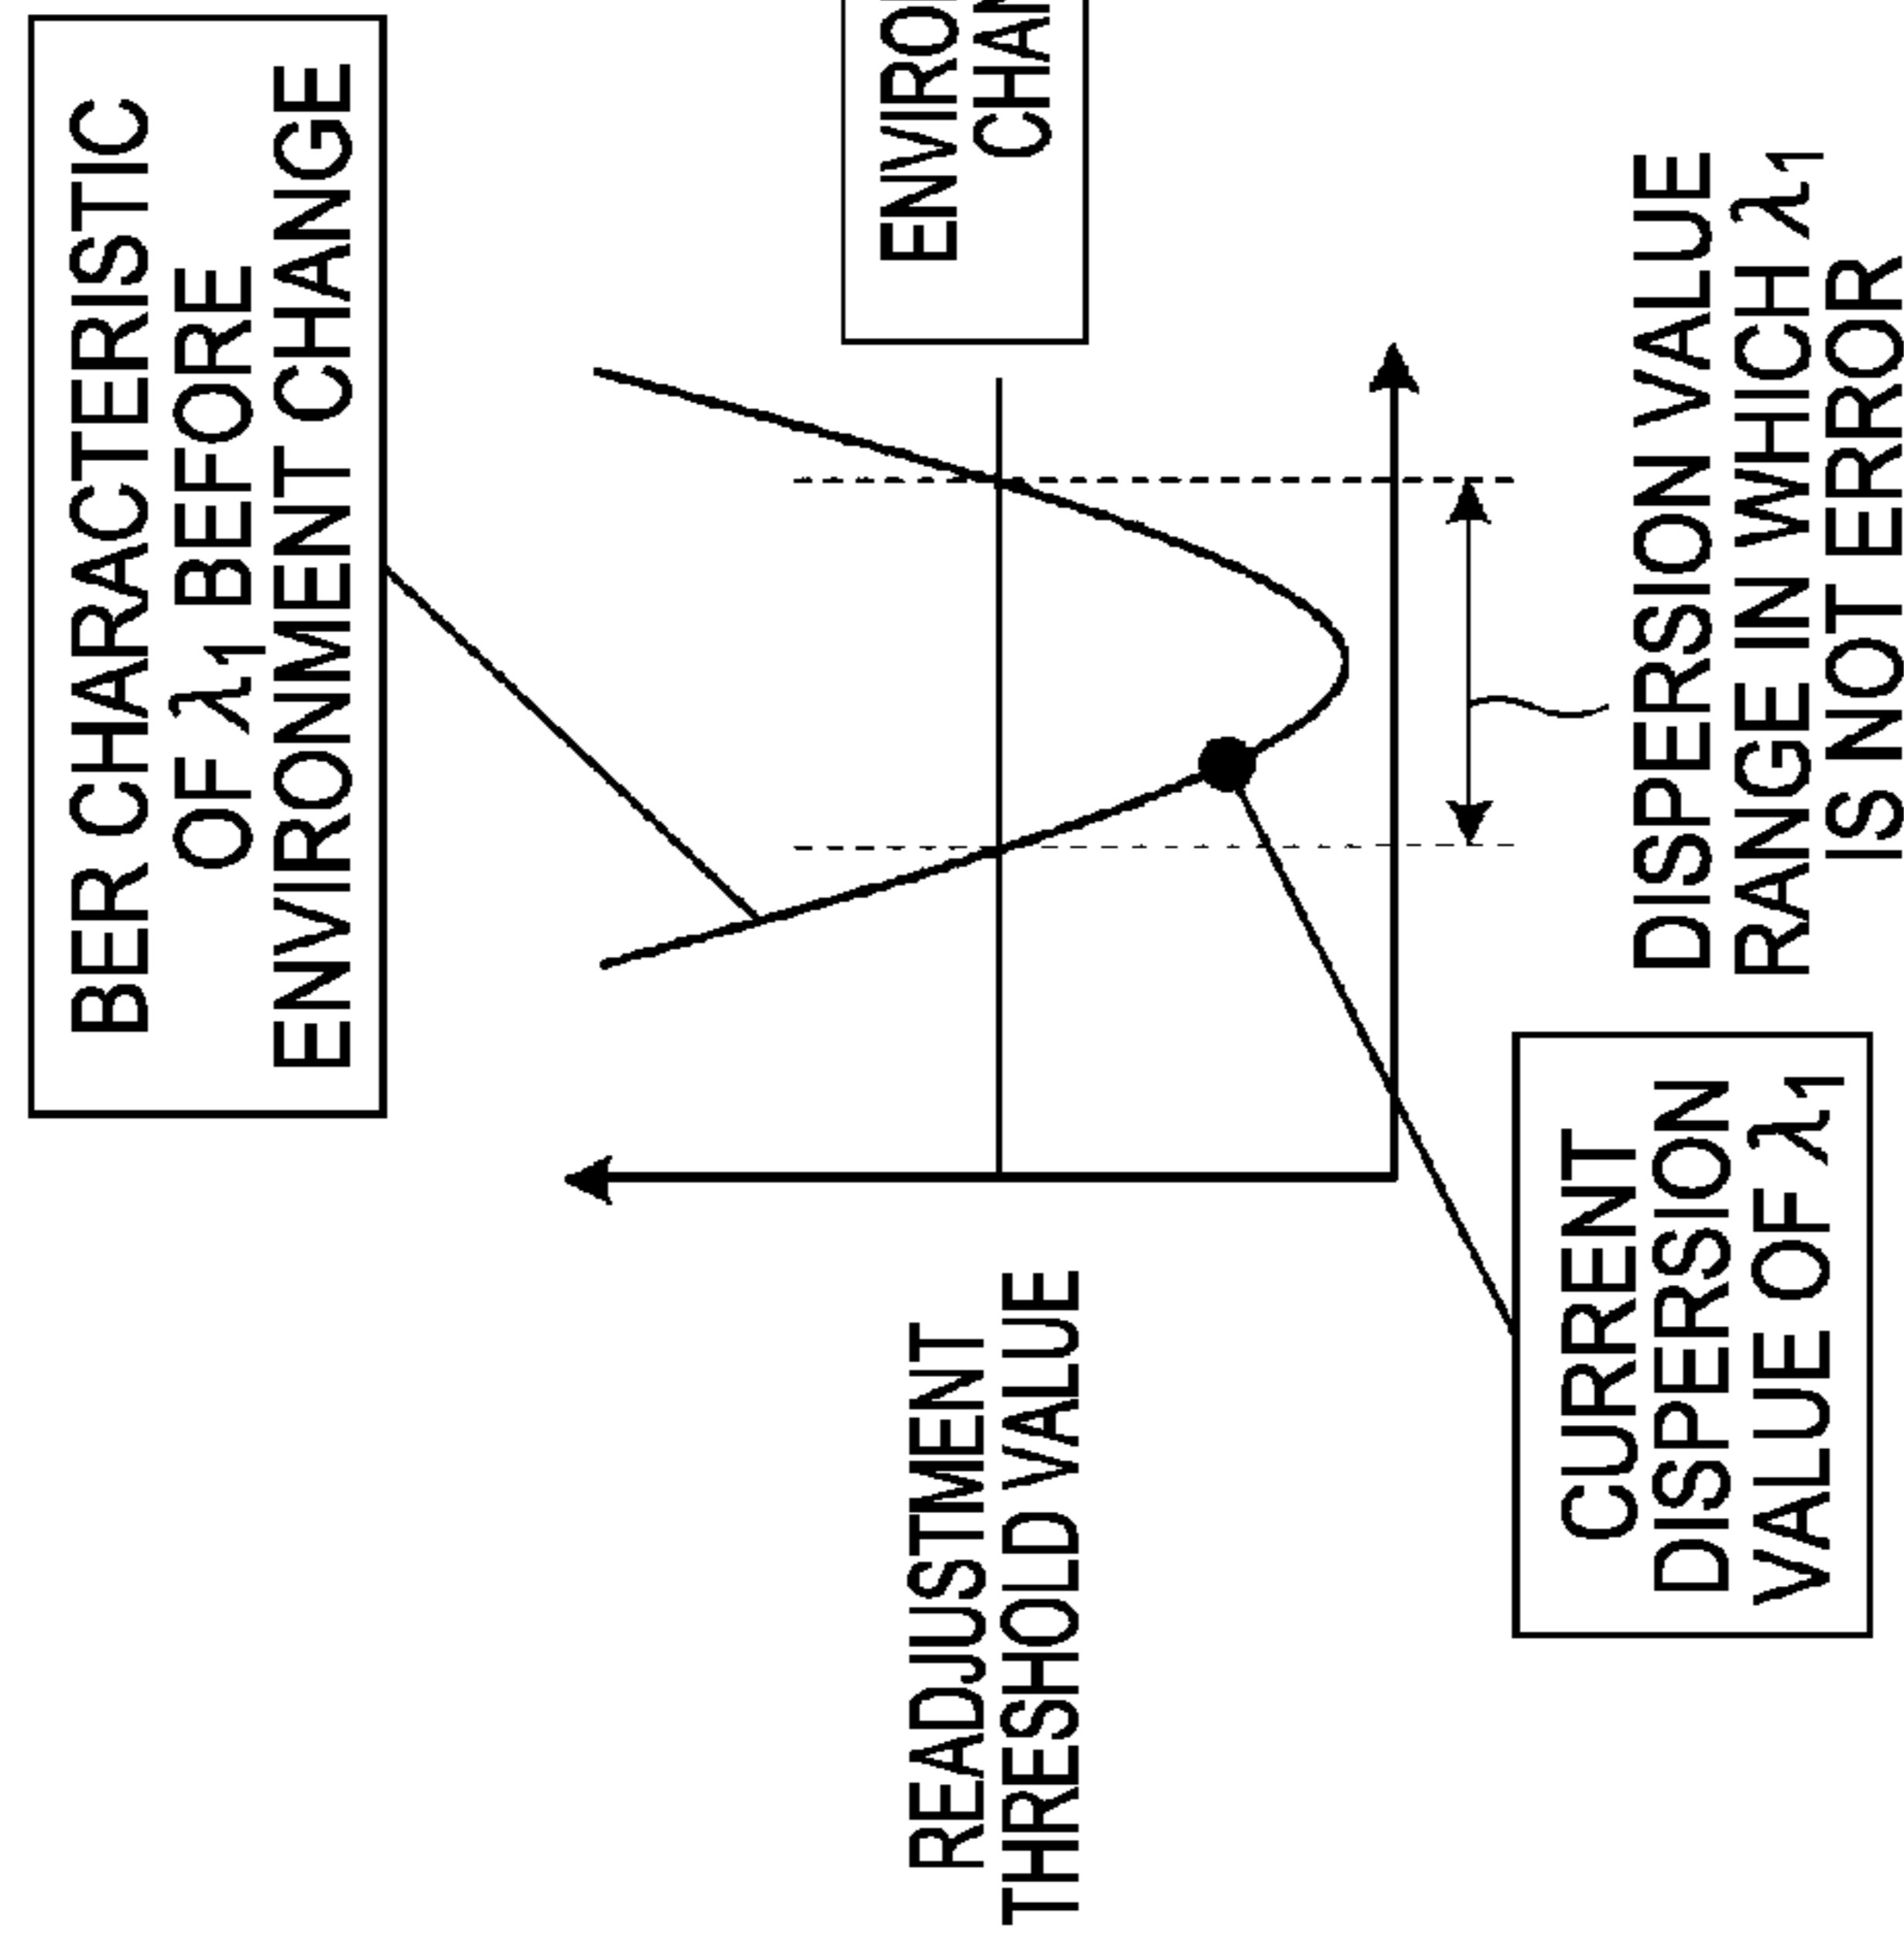 BER CHARACTERISTIC
OF λ1 BEFORE
ENVIRONMENT CHANGE
READJUSTMENT
THRESHOLD VALUE
CURRENT
DISPERSION
VALUE OF λ1
DISPERSION VALUE
RANGE IN WHICH λ1
IS NOT ERROR